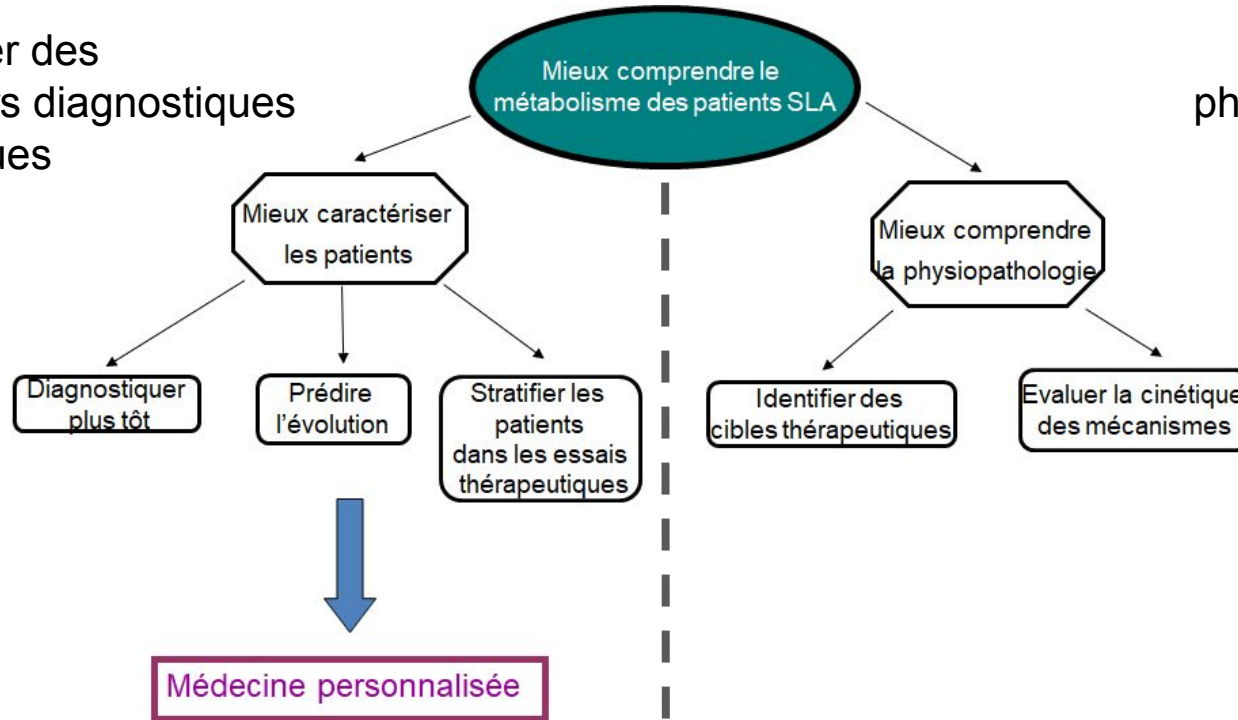 er des
rs diagnostiques
ues
ph
Mieux comprendre le
métabolisme des patients SLA
Mieux caractériser
les patients
Mieux comprendre
la physiopathologie
Diagnostiquer
plus tôt
Prédire
l'évolution
Stratifier les
patients
dans les essais
thérapeutiques
Identifier des
cibles thérapeutiques
Evaluer la cinétique
des mécanismes
Médecine personnalisée